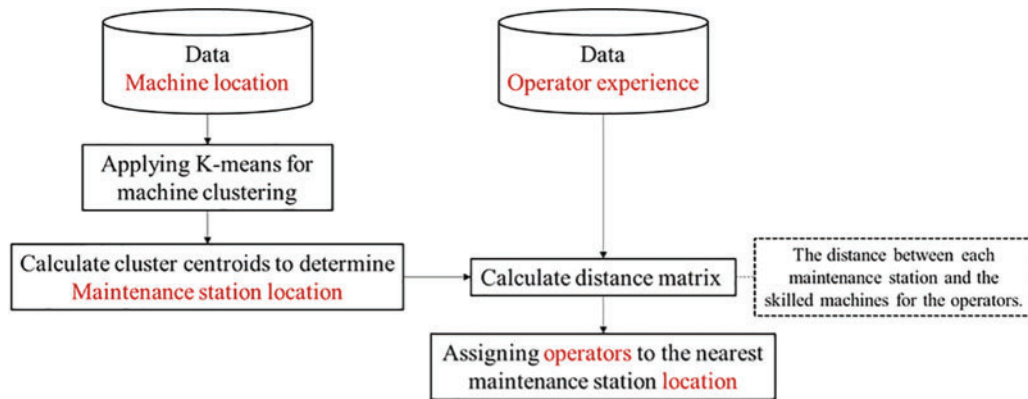 Data
Machine location
Data
Operator experience
Applying K-means for
machine clustering
Calculate cluster centroids to determine
Maintenance station location
Calculate distance matrix
The distance between each
maintenance station and the
skilled machines for the operators.
Assigning operators to the nearest
maintenance station location